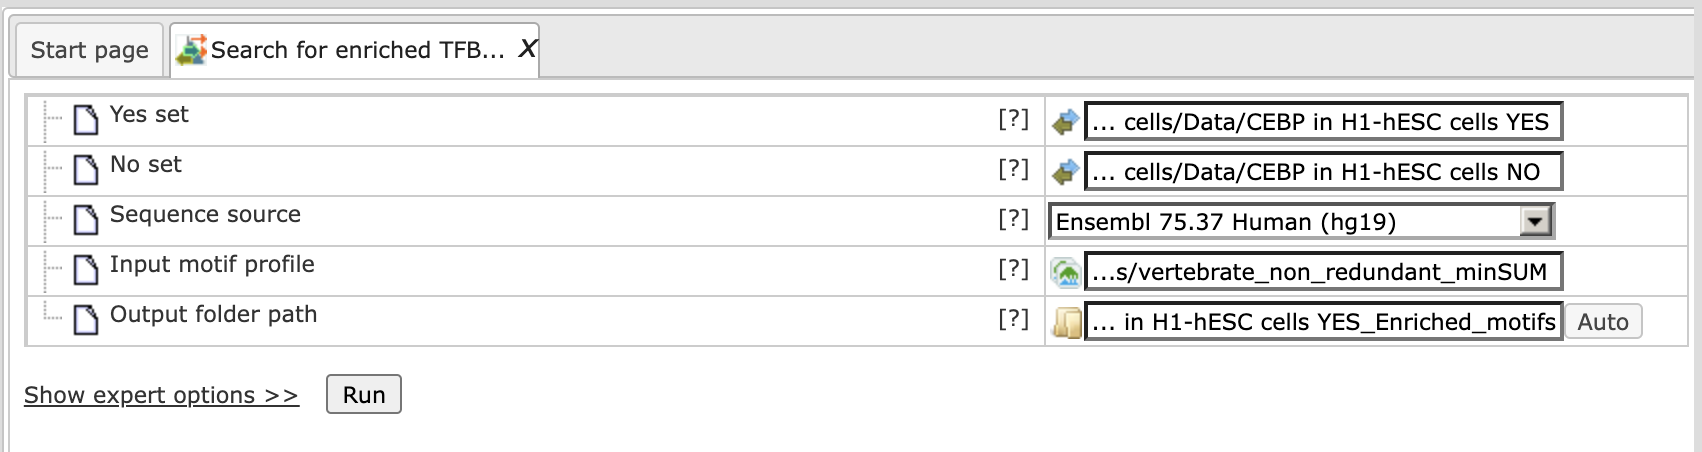 Start page
Search for enriched TFB... X
Yes set [?] ... cells/Data/CEBP in H1-hESC cells YES
No set [?] ... cells/Data/CEBP in H1-hESC cells NO
Sequence source [?] Ensembl 75.37 Human (hg19)
Input motif profile [?] ...s/vertebrate_non_redundant_minSUM
Output folder path [?] ... in H1-hESC cells YES_Enriched_motifs Auto
Show expert options >> Run